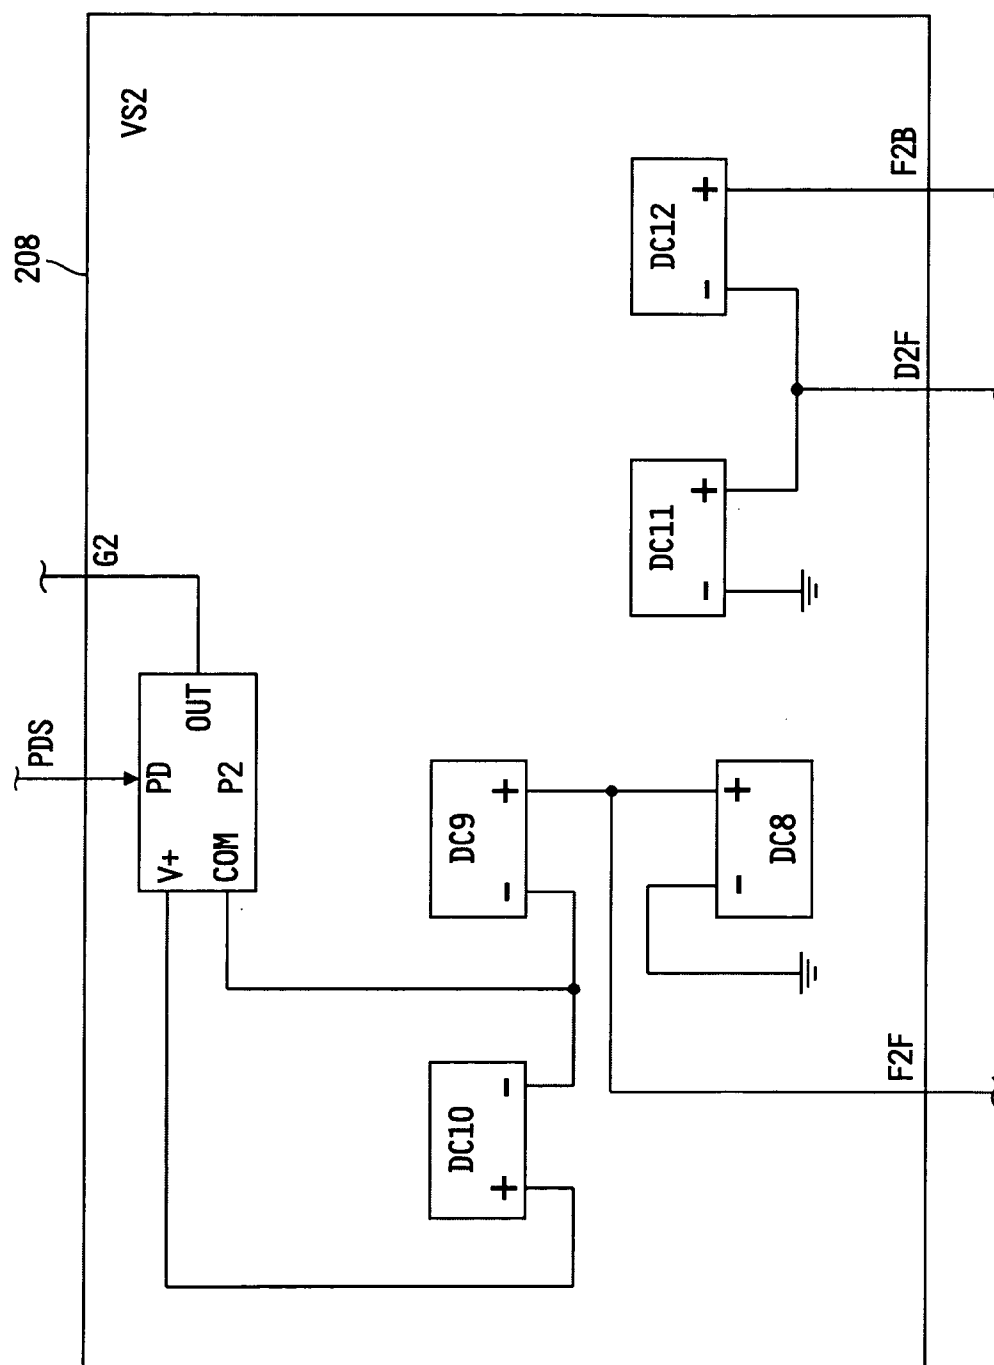 208
VS2
PDS
G2
PD
OUT
V+
COM
P2
DC9
- +
DC10
+ -
DC8
- +
DC11
- +
DC12
- +
F2F
D2F
F2B